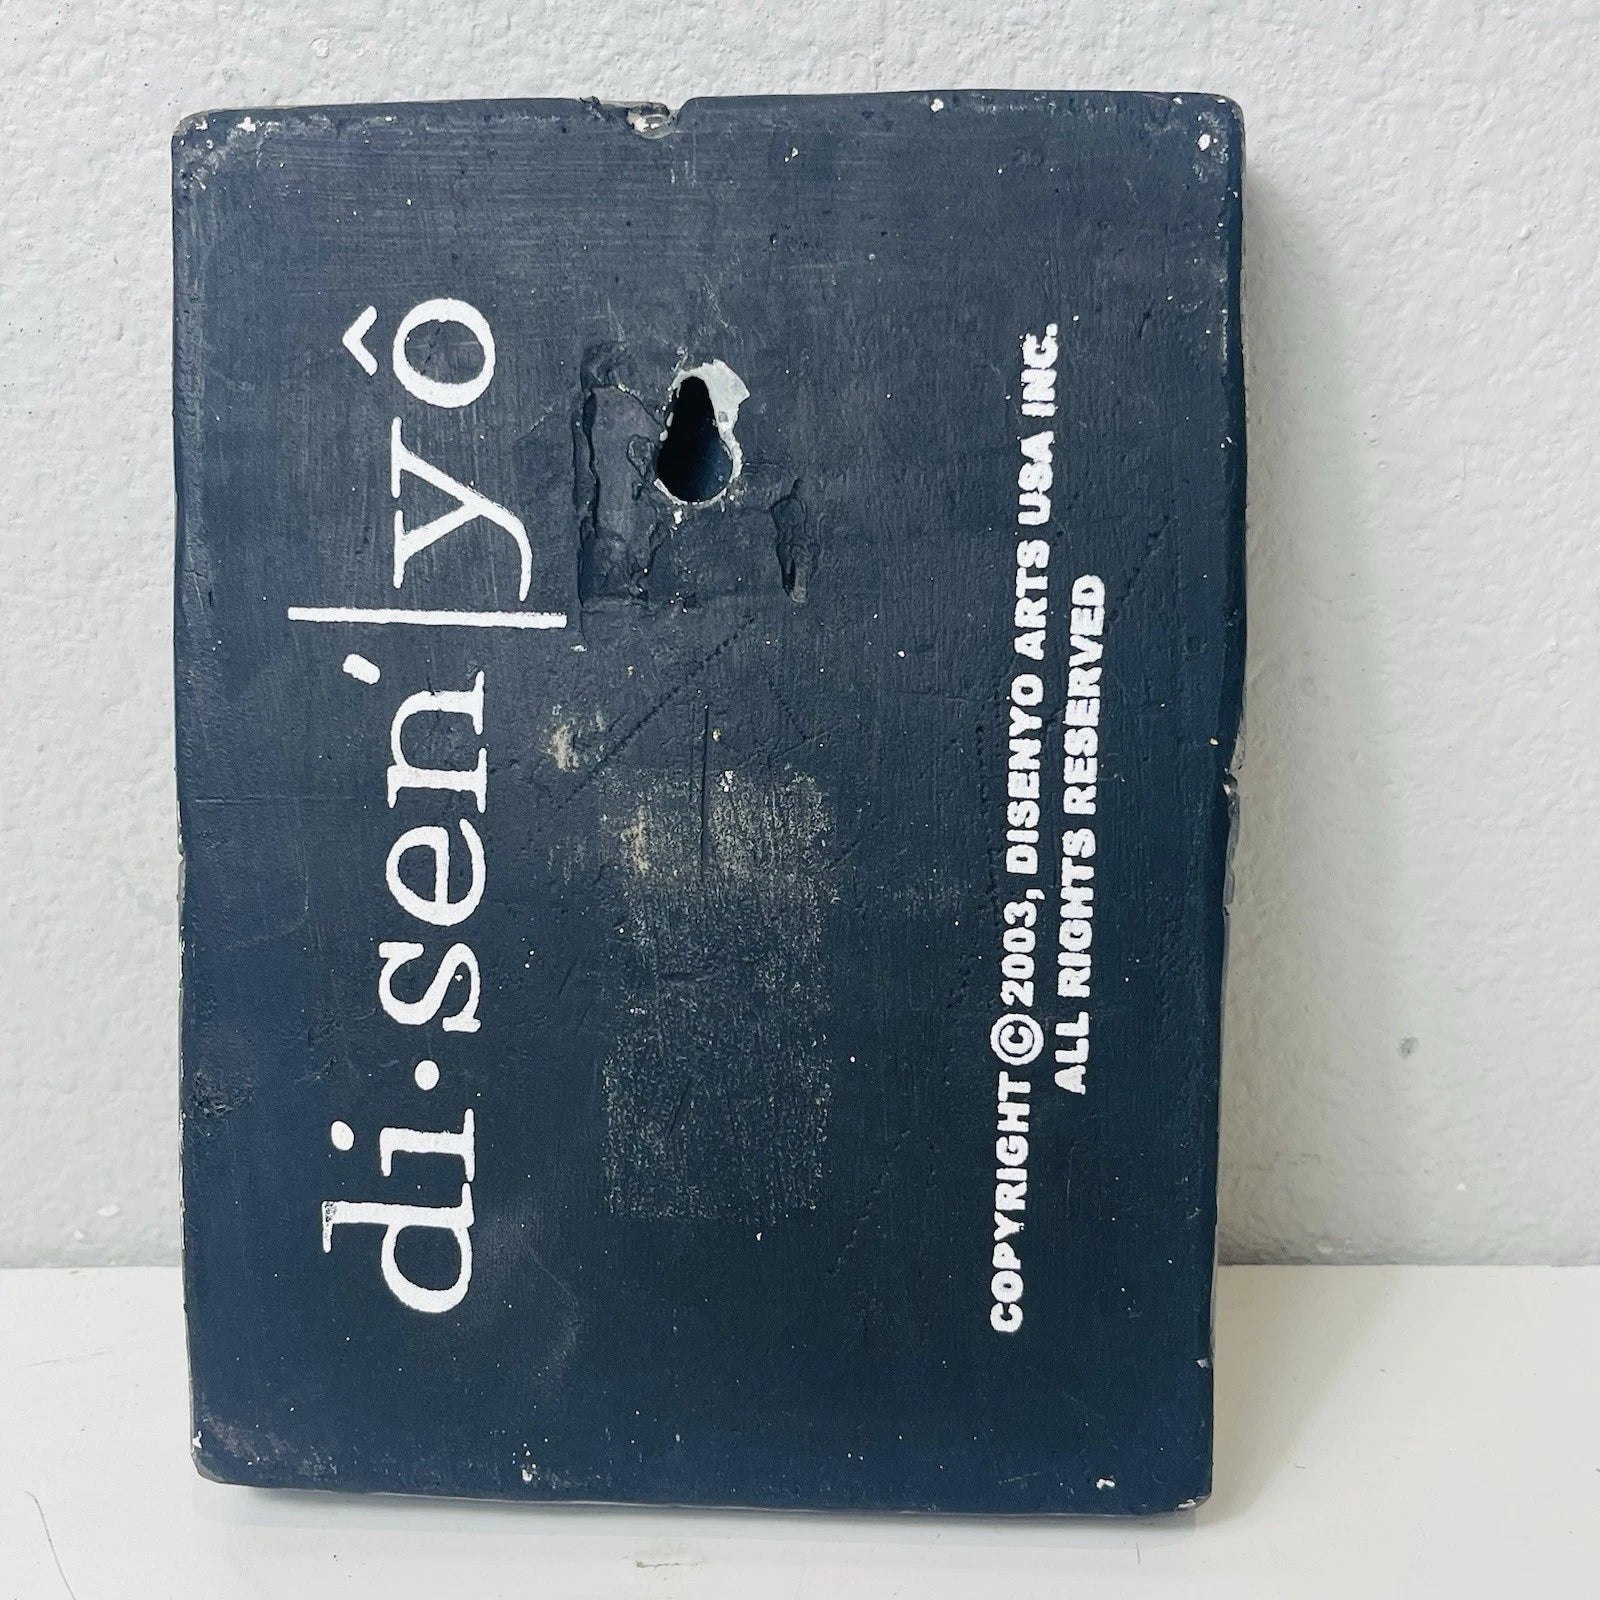 di·sen'|yô
COPYRIGHT © 2003, DISENYO ARTS USA INC.
ALL RIGHTS RESERVED